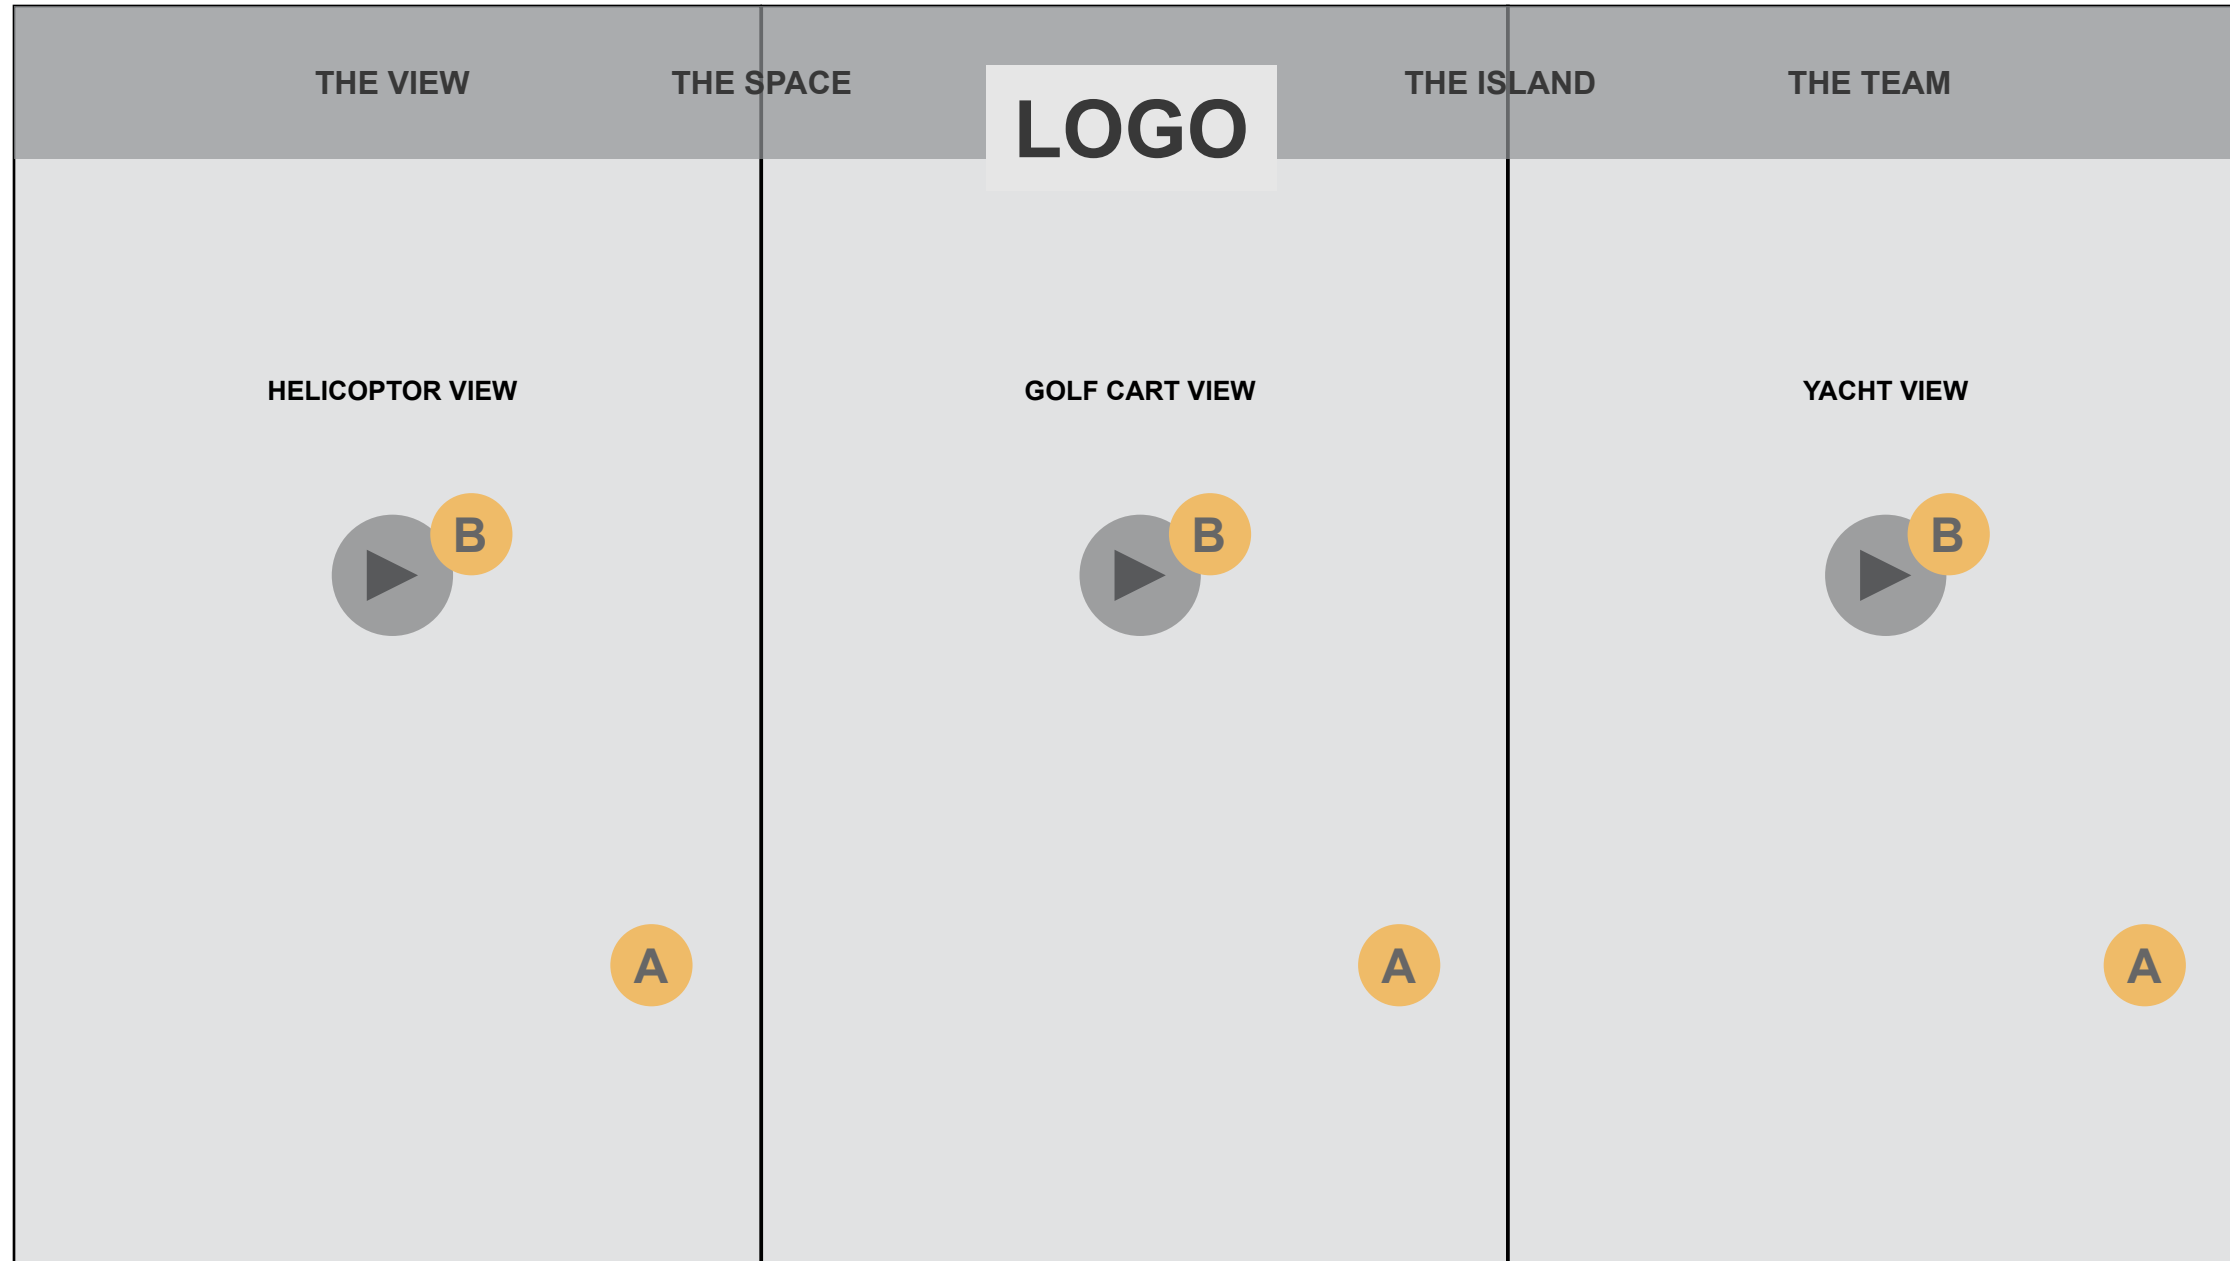 THE VIEW
THE SPACE
LOGO
THE ISLAND
THE TEAM
HELICOPTOR VIEW
GOLF CART VIEW
YACHT VIEW
B
B
B
A
A
A